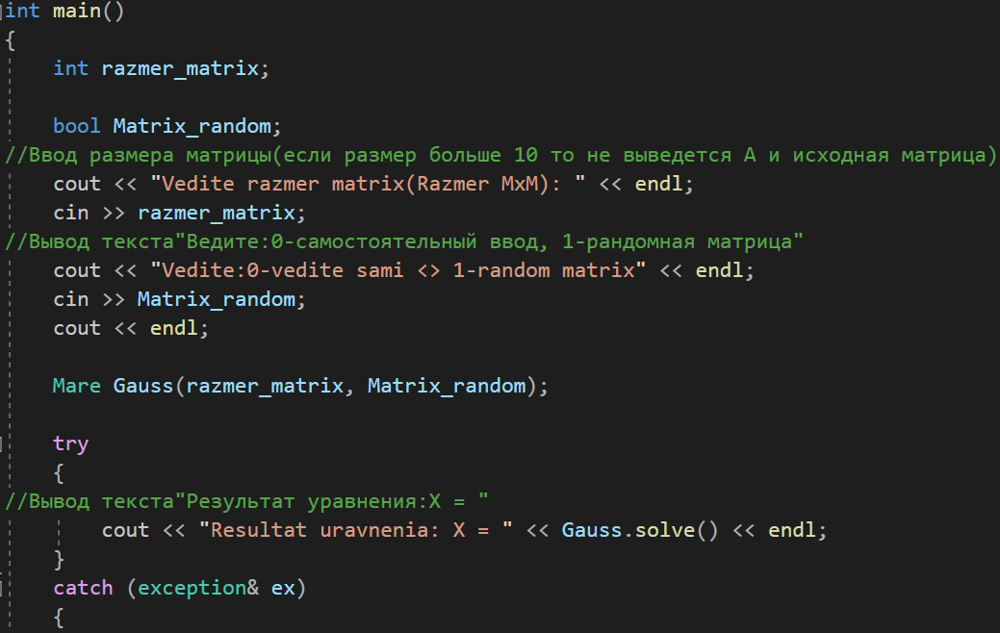 int main()
{
int razmer_matrix;
bool Matrix_random;
//Ввод размера матрицы(если размер больше 10 то не выведется А и исходная матрица)
cout << "Vedite razmer matrix(Razmer MxM): " << endl;
cin >> razmer_matrix;
//Вывод текста"Ведите:0-самостоятельный ввод, 1-рандомная матрица"
cout << "Vedite:0-vedite sami <> 1-random matrix" << endl;
cin >> Matrix_random;
cout << endl;
Mare Gauss(razmer_matrix, Matrix_random);
try
{
//Вывод текста"Результат уравнения:X = "
cout << "Resultat uravnenia: X = " << Gauss.solve() << endl;
}
catch (exception& ex)
{